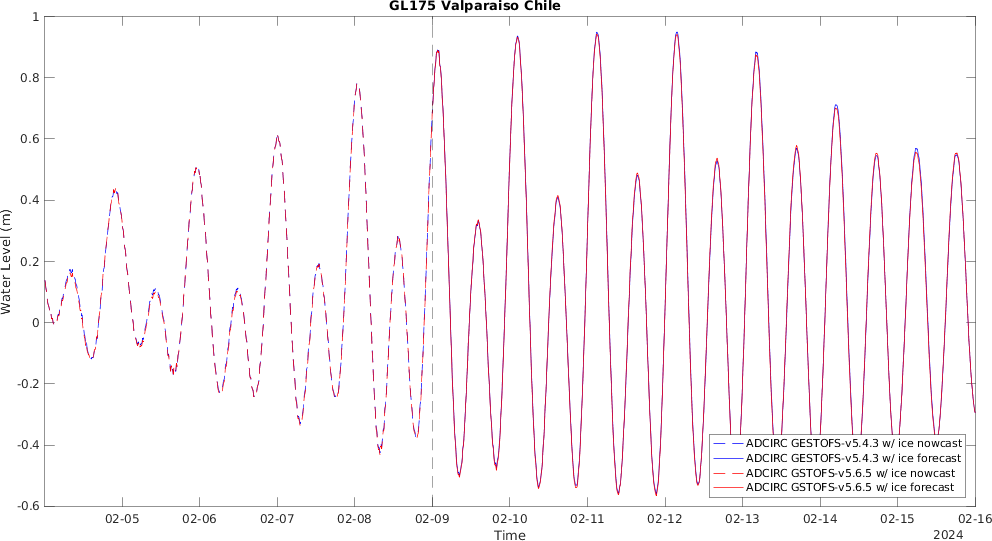 GL175 Valparaiso Chile
1
0.8
0.6
0.4
0.2
0
-0.2
-0.4
-0.6
Water Level (m)
ADCIRC GESTOFS-v5.4.3 w/ ice nowcast
ADCIRC GESTOFS-v5.4.3 w/ ice forecast
ADCIRC GSTOFS-v5.6.5 w/ ice nowcast
ADCIRC GSTOFS-v5.6.5 w/ ice forecast
02-05 02-06 02-07 02-08 02-09 02-10 02-11 02-12 02-13 02-14 02-15 02-16
Time
2024